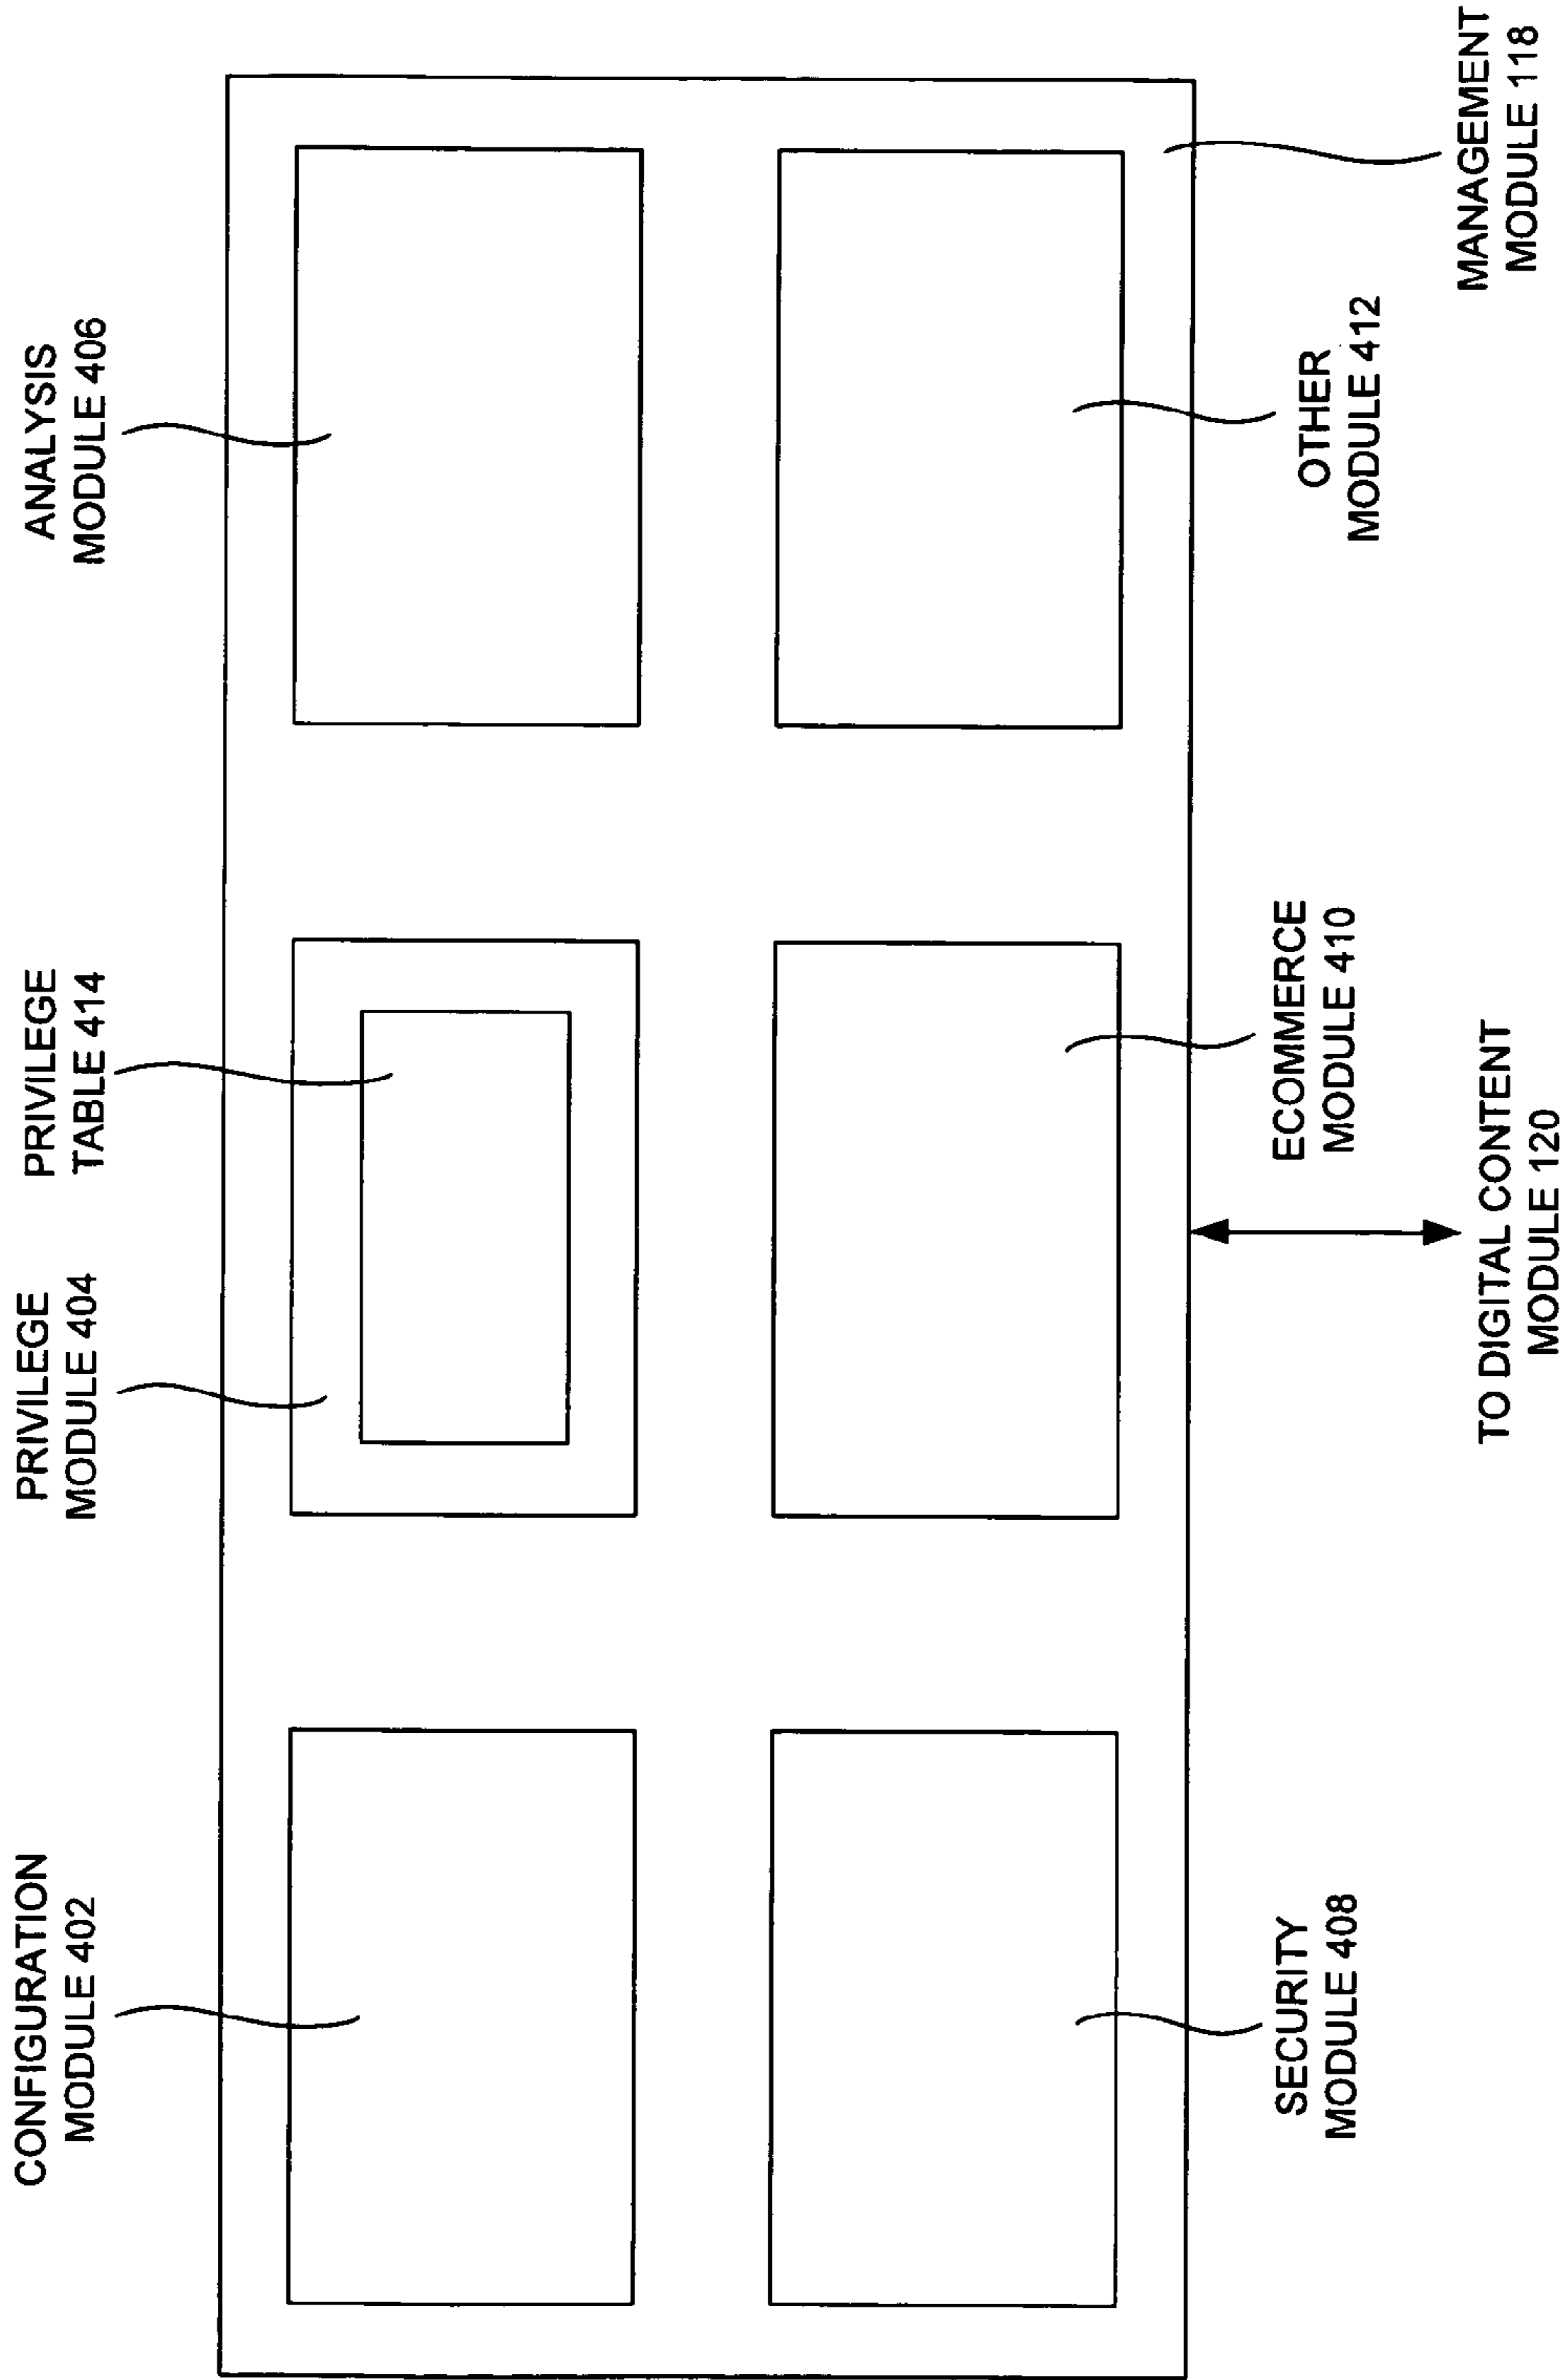 CONFIGURATION
MODULE 402
PRIVILEGE
MODULE 404
PRIVILEGE
TABLE 414
ANALYSIS
MODULE 406
SECURITY
MODULE 408
ECOMMERCE
MODULE 410
OTHER
MODULE 412
TO DIGITAL CONTENT
MODULE 120
MANAGEMENT
MODULE 118